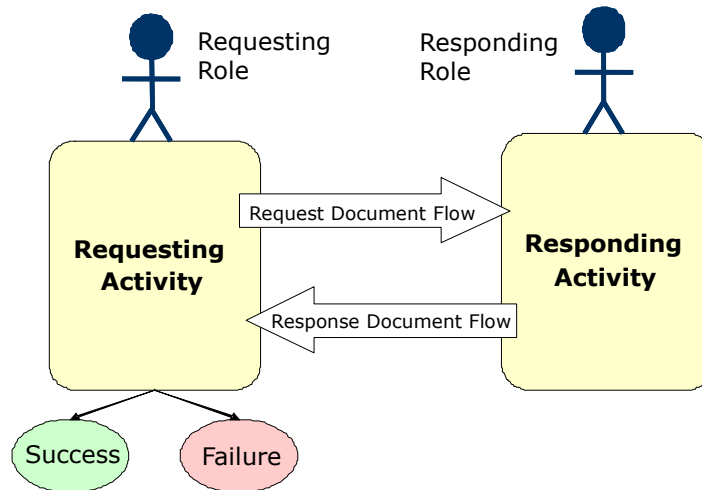 Requesting
Role
Responding
Role
Request Document Flow
Requesting
Activity
Responding
Activity
Response Document Flow
Success
Failure